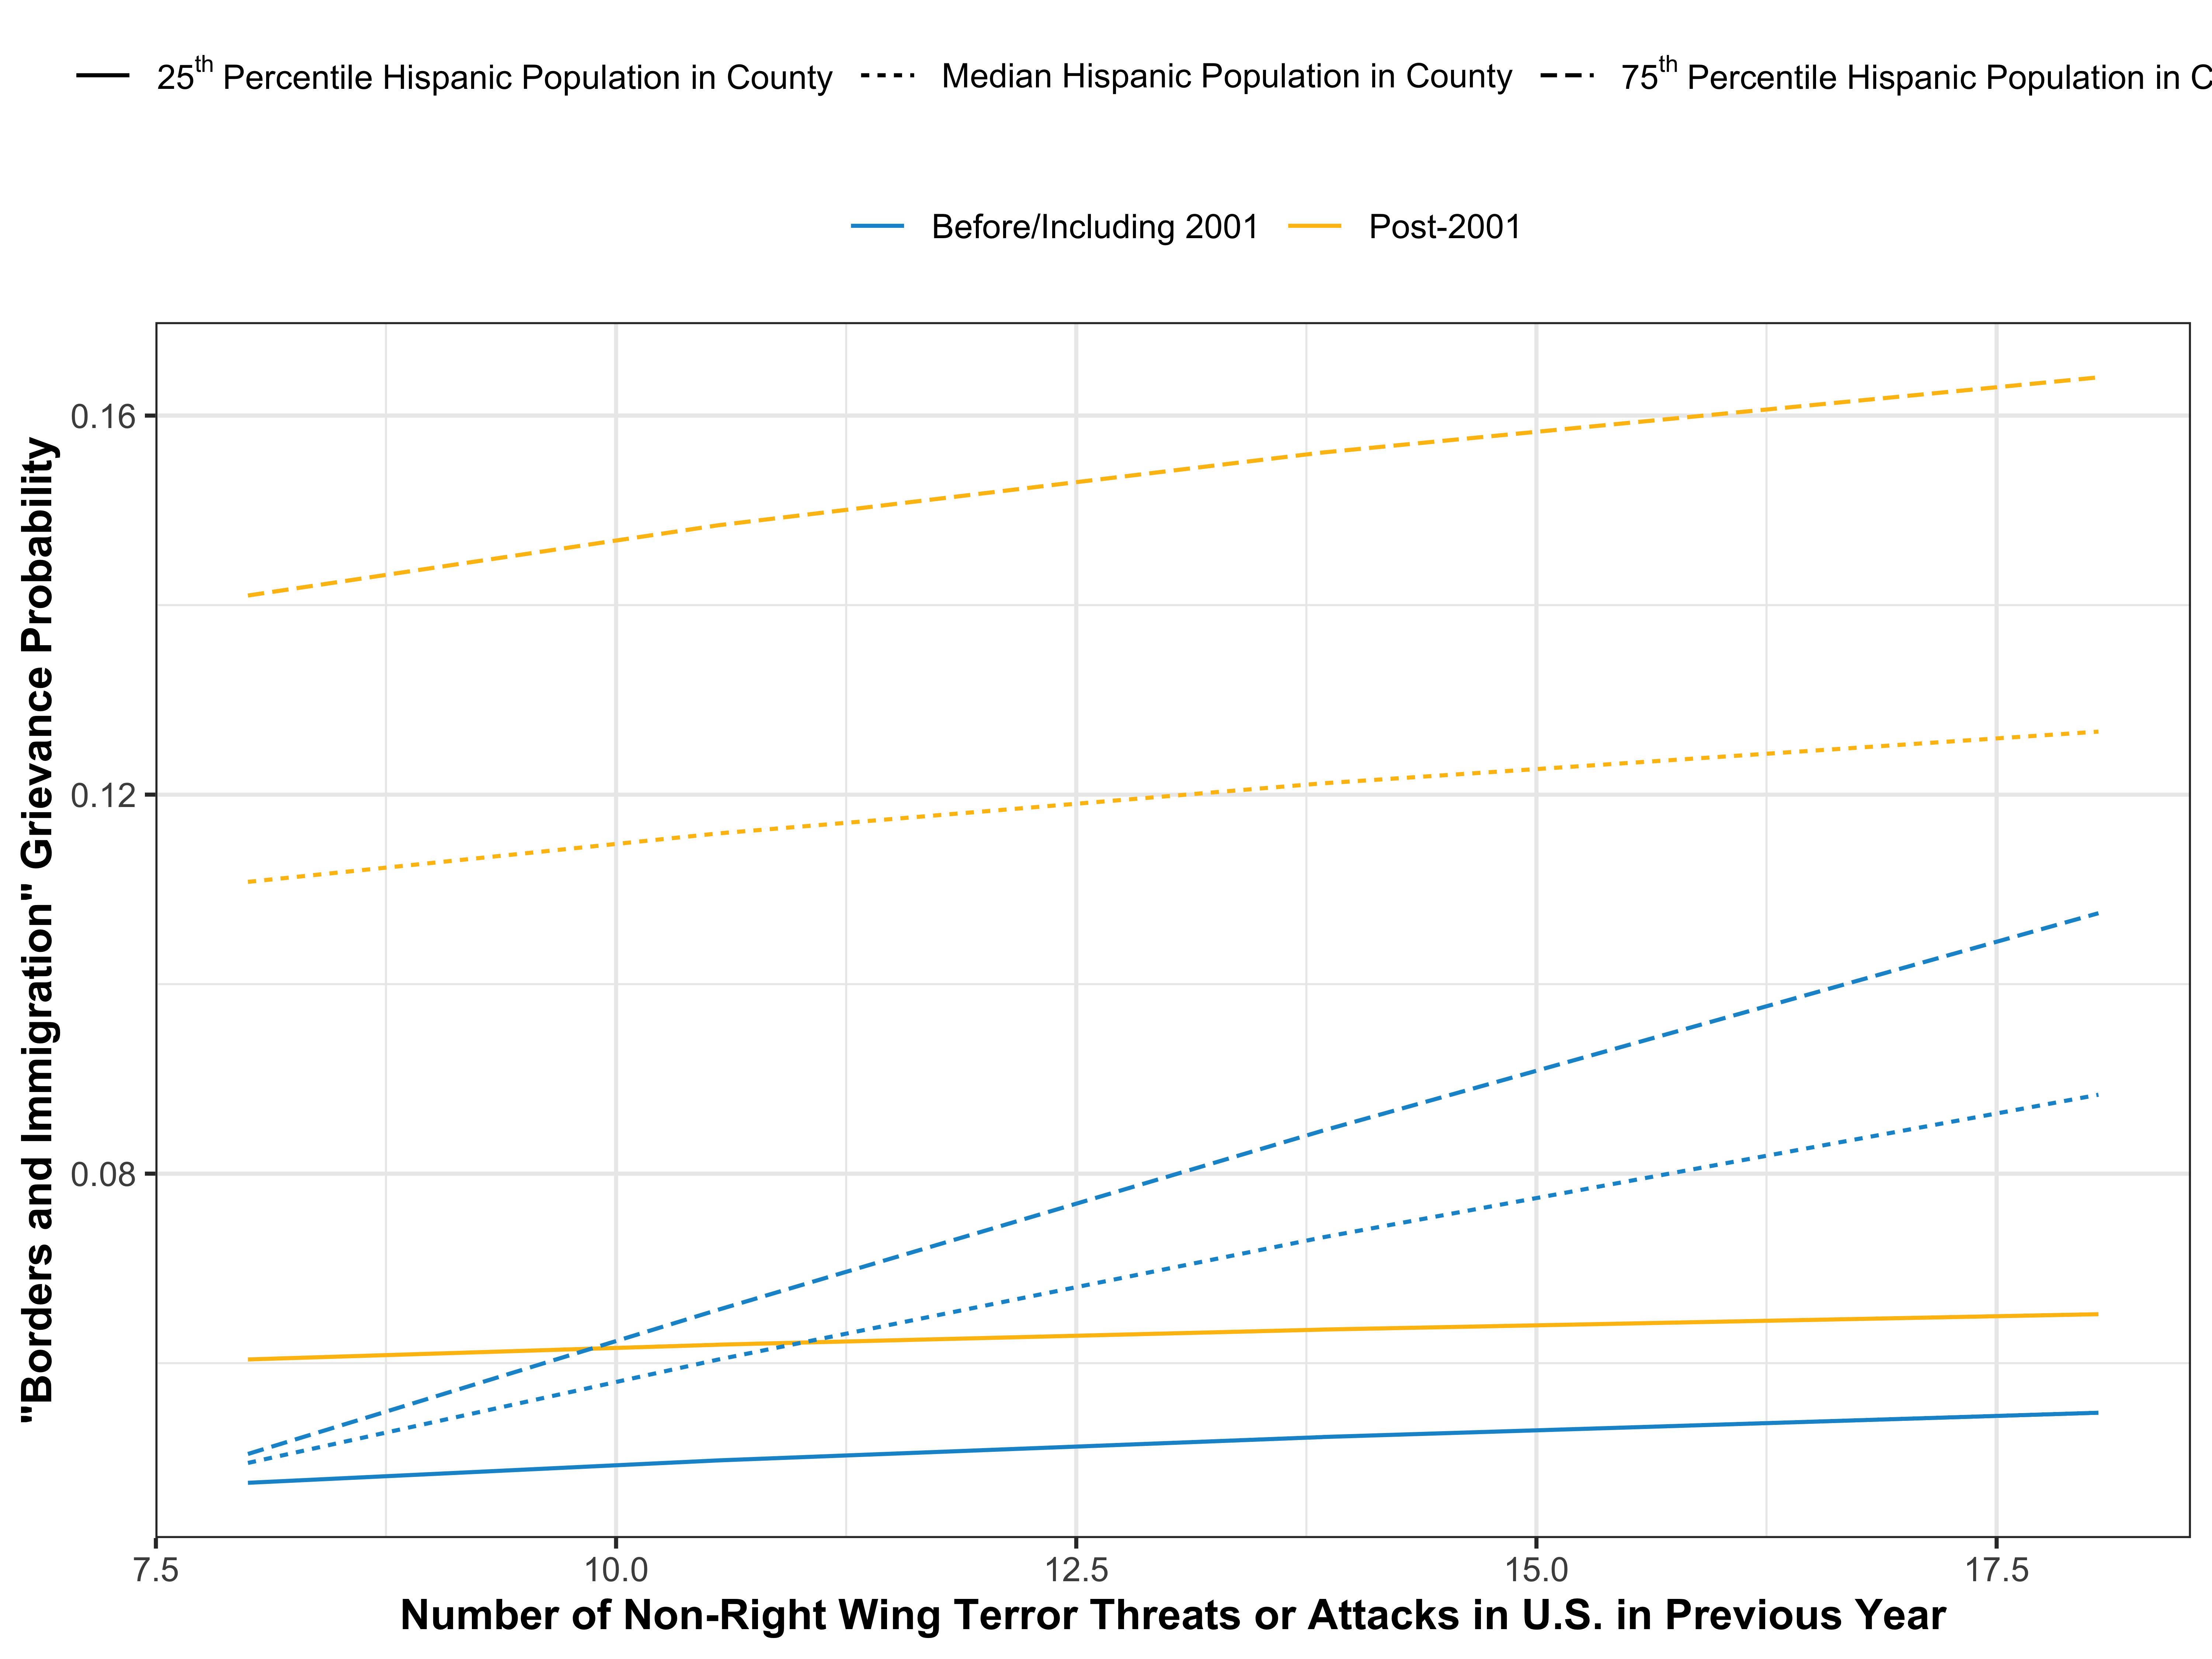 25th Percentile Hispanic Population in County Median Hispanic Population in County 75th Percentile Hispanic Population in C
Before/Including 2001 Post-2001
"Borders and Immigration" Grievance Probability
0.16
0.12
0.08
7.5 10.0 12.5 15.0 17.5
Number of Non-Right Wing Terror Threats or Attacks in U.S. in Previous Year